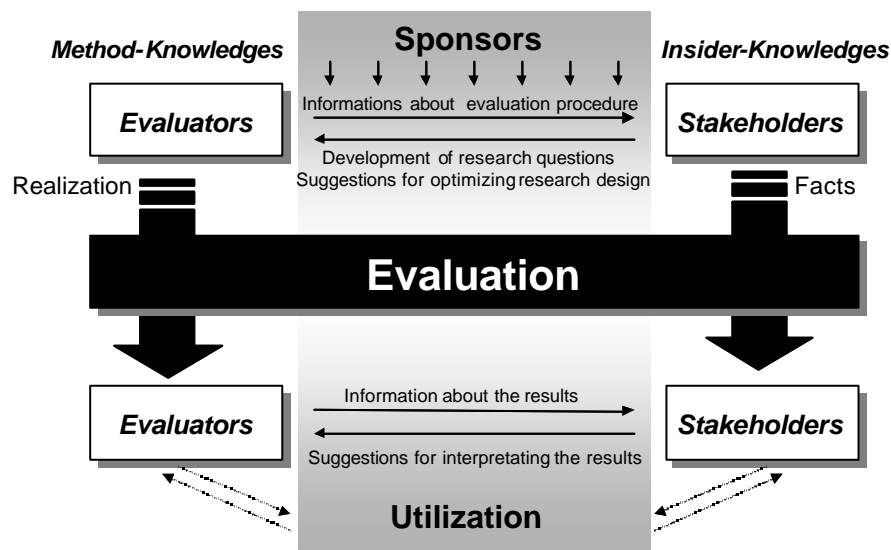 Method-Knowledges
Sponsors
Insider-Knowledges
Evaluators
Informations about evaluation procedure
Stakeholders
Development of research questions
Suggestions for optimizing research design
Realization
Facts
Evaluation
Evaluators
Information about the results
Stakeholders
Suggestions for interpretating the results
Utilization